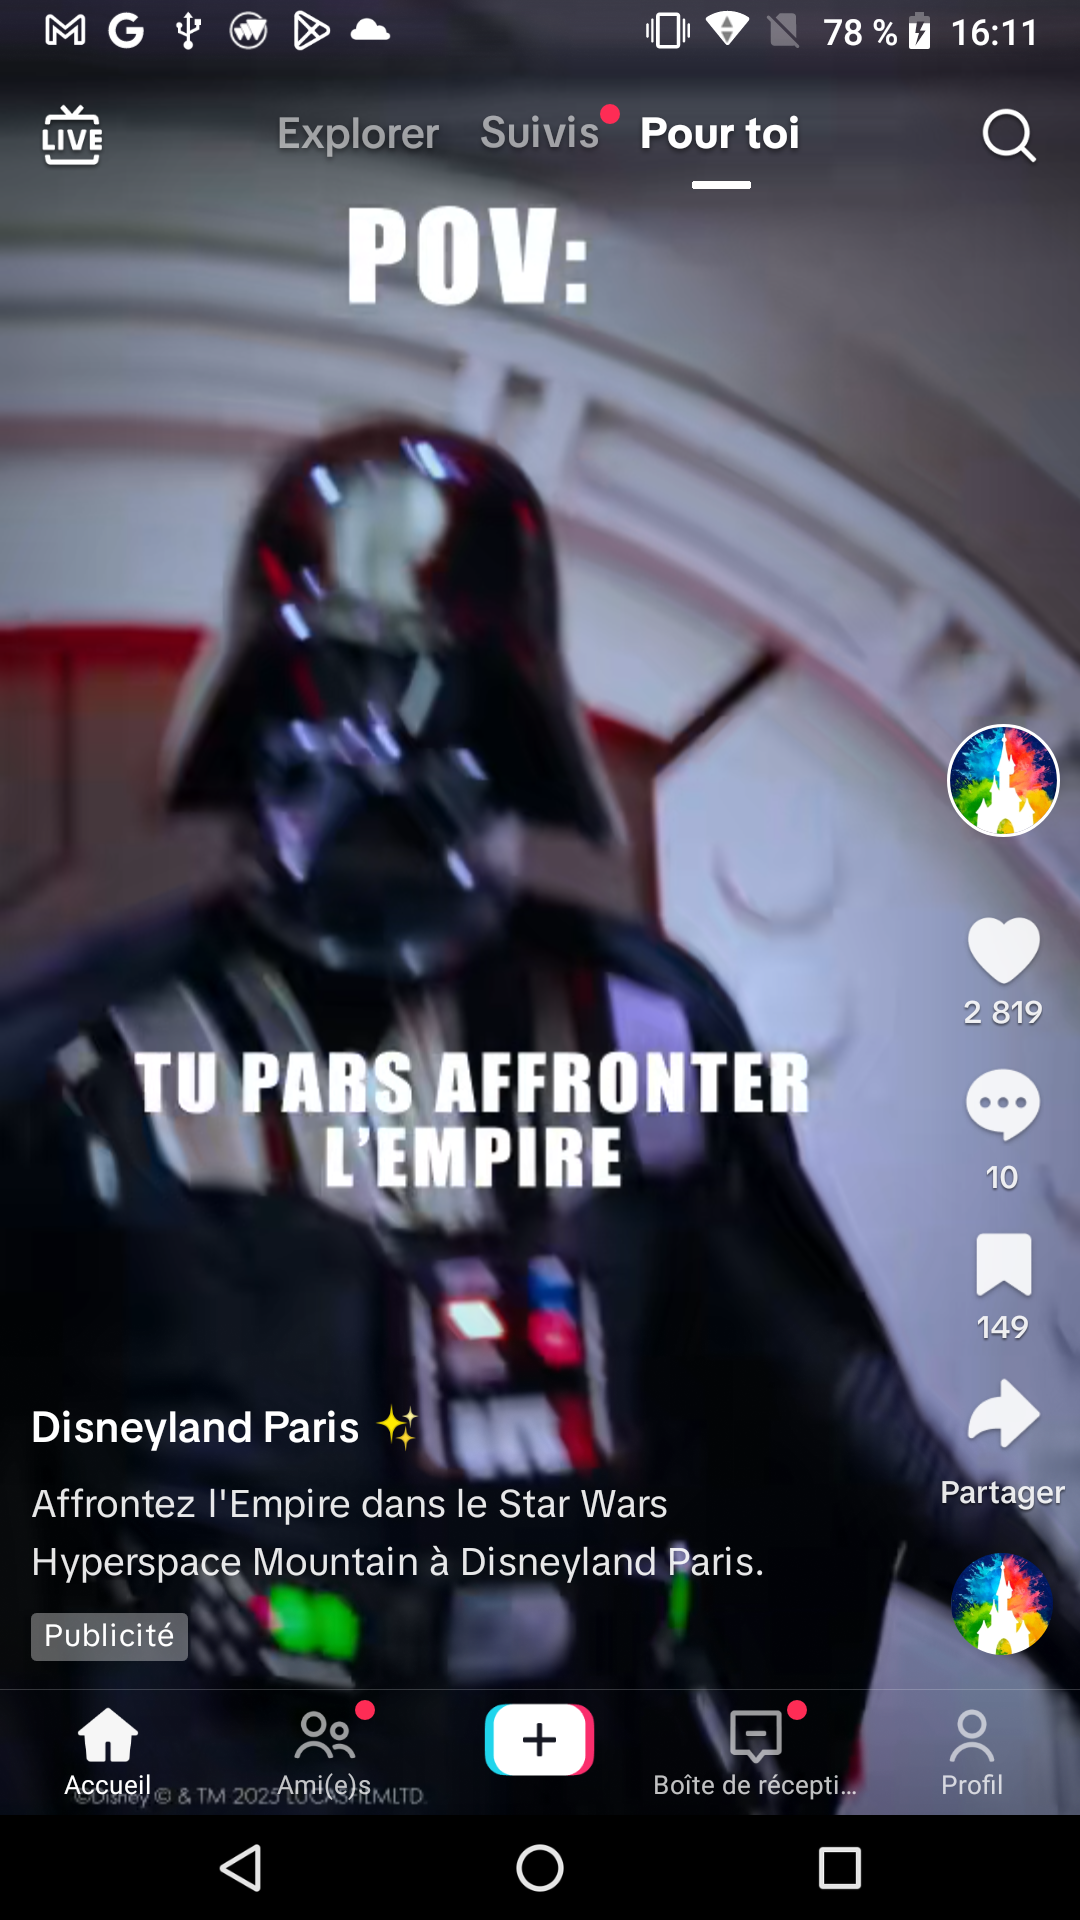 78 % 16:11
LIVE Explorer Suivis Pour toi
POV:
TU PARS AFFRONTER
L'EMPIRE
2 819
10
149
Partager
Disneyland Paris ✨
Affrontez l'Empire dans le Star Wars
Hyperspace Mountain à Disneyland Paris.
Publicité
Accueil Ami(e)s Boîte de récepti... Profil
©Disney © & TM 2025 LUCASFILM LTD.